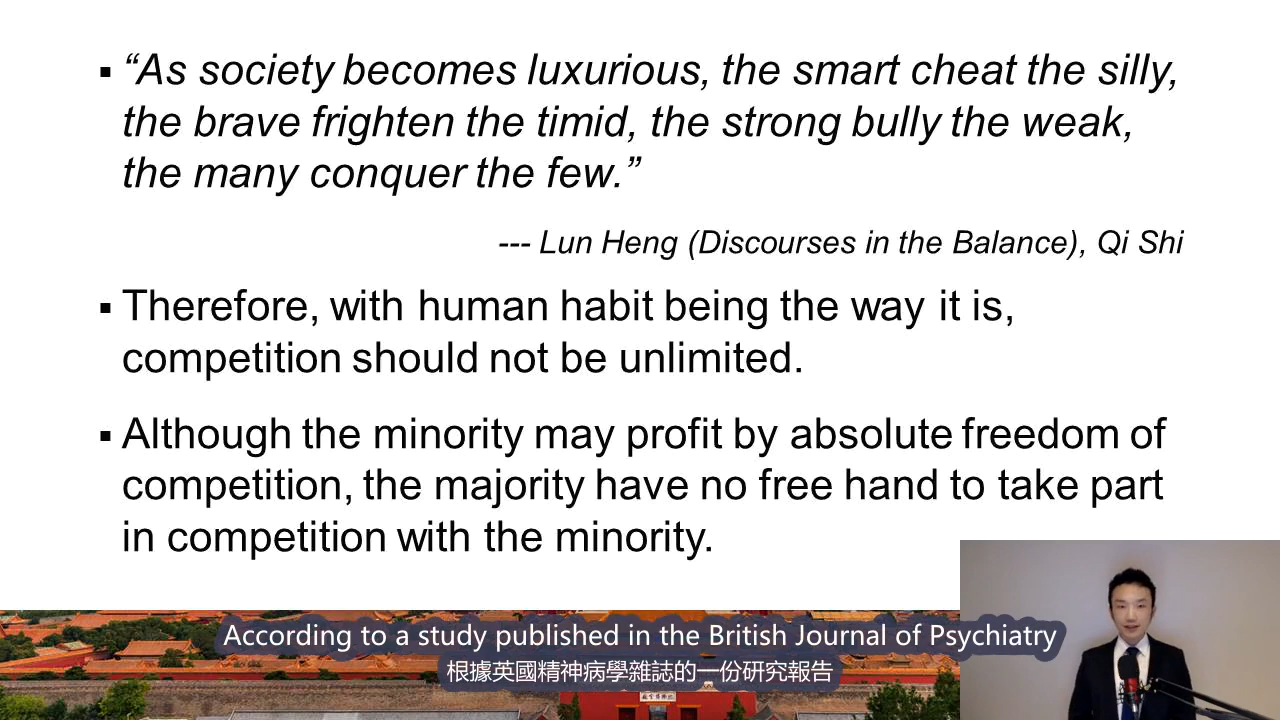 ▪ “As society becomes luxurious, the smart cheat the silly,
the brave frighten the timid, the strong bully the weak,
the many conquer the few.”
--- Lun Heng (Discourses in the Balance), Qi Shi
▪ Therefore, with human habit being the way it is,
competition should not be unlimited.
▪ Although the minority may profit by absolute freedom of
competition, the majority have no free hand to take part
in competition with the minority.
According to a study published in the British Journal of Psychiatry
根據英國精神病學雜誌的一份研究報告